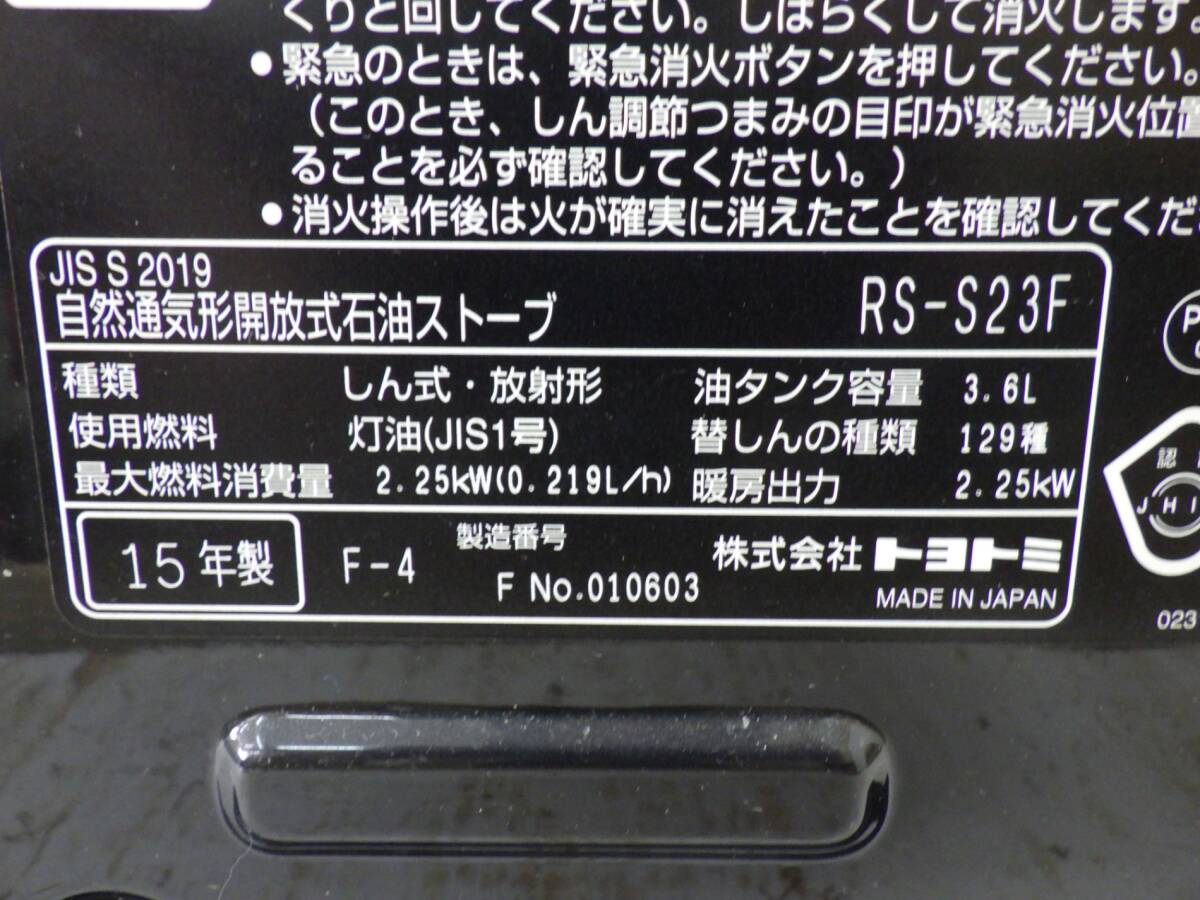 くりと回してください。しばらくして消火します。
●緊急のときは、緊急消火ボタンを押してください。
（このとき、しん調節つまみの目印が緊急消火位置
ることを必ず確認してください。）
●消火操作後は火が確実に消えたことを確認してくだ
JIS S 2019
自然通気形開放式石油ストーブ RS-S23F
種類 しん式・放射形 油タンク容量 3.6L
使用燃料 灯油(JIS1号) 替しんの種類 129種
最大燃料消費量 2.25kW(0.219L/h) 暖房出力 2.25kW
15年製 F-4 製造番号 F No.010603
株式会社 トヨトミ
MADE IN JAPAN
認
JHI
023